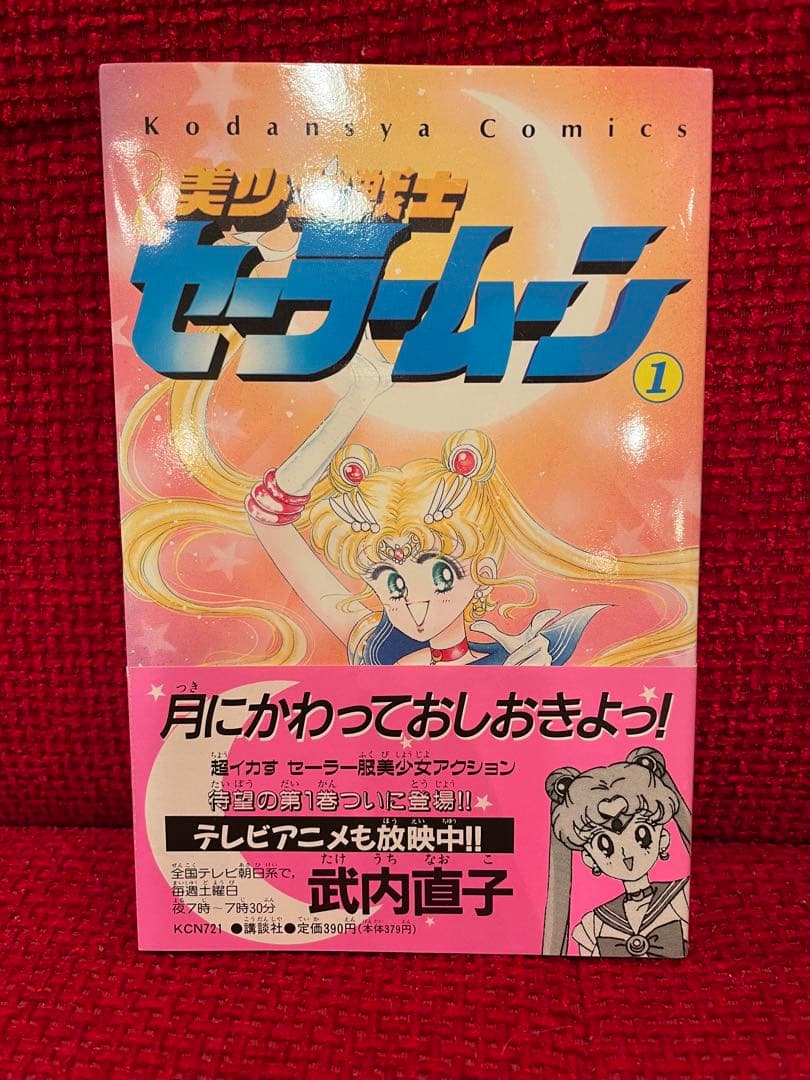 Kodansya Comics
美少女戦士
セーラームーン
1
月にかわっておしおきよっ!
超イカす セーラー服美少女アクション
待望の第1巻ついに登場!!
テレビアニメも放映中!!
全国テレビ朝日系で、
毎週土曜日
夜7時〜7時30分
武内直子
KCN721 ●講談社●定価390円(本体379円)